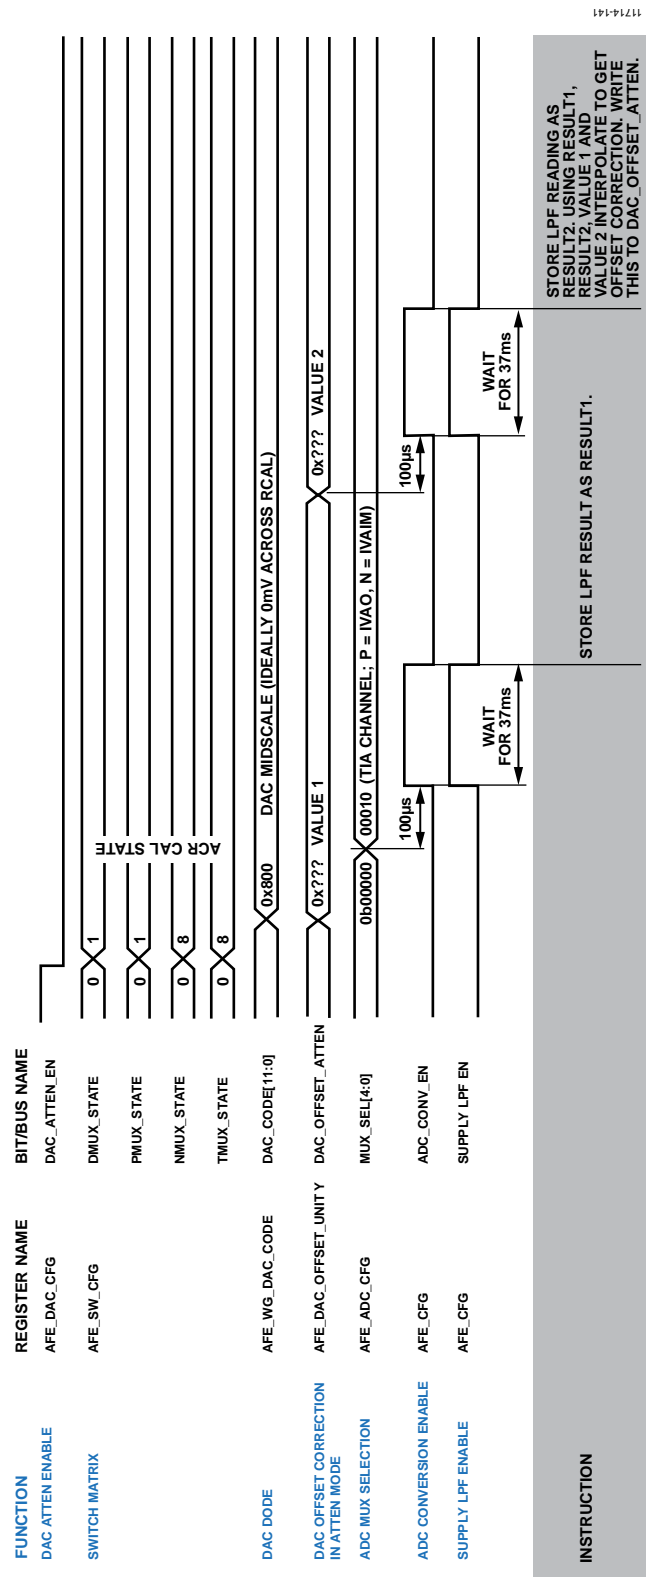 FUNCTION REGISTER NAME BIT/BUS NAME
DAC ATTEN ENABLE AFE_DAC_CFG DAC_ATTEN_EN
SWITCH MATRIX AFE_SW_CFG DMUX_STATE 0 1
PMUX_STATE 0 1
NMUX_STATE 0 8
TMUX_STATE 0 8
ACR CAL STATE
DAC DODE AFE_WG_DAC_CODE DAC_CODE[11:0] 0x800 DAC MIDSCALE (IDEALLY 0mV ACROSS RCAL)
DAC OFFSET CORRECTION
IN ATTEN MODE
AFE_DAC_OFFSET_UNITY DAC_OFFSET_ATTEN 0x??? VALUE 1 0x??? VALUE 2
ADC MUX SELECTION AFE_ADC_CFG MUX_SEL[4:0] 0b00000 00010 (TIA CHANNEL; P = IVAO, N = IVAIM)
100µs 100µs
ADC CONVERSION ENABLE AFE_CFG ADC_CONV_EN
SUPPLY LPF ENABLE AFE_CFG SUPPLY LPF EN
WAIT
FOR 37ms
WAIT
FOR 37ms
INSTRUCTION
STORE LPF RESULT AS RESULT1.
STORE LPF READING AS
RESULT2. USING RESULT1,
RESULT2, VALUE 1 AND
VALUE 2 INTERPOLATE TO GET
OFFSET CORRECTION. WRITE
THIS TO DAC_OFFSET_ATTEN.
11714-141